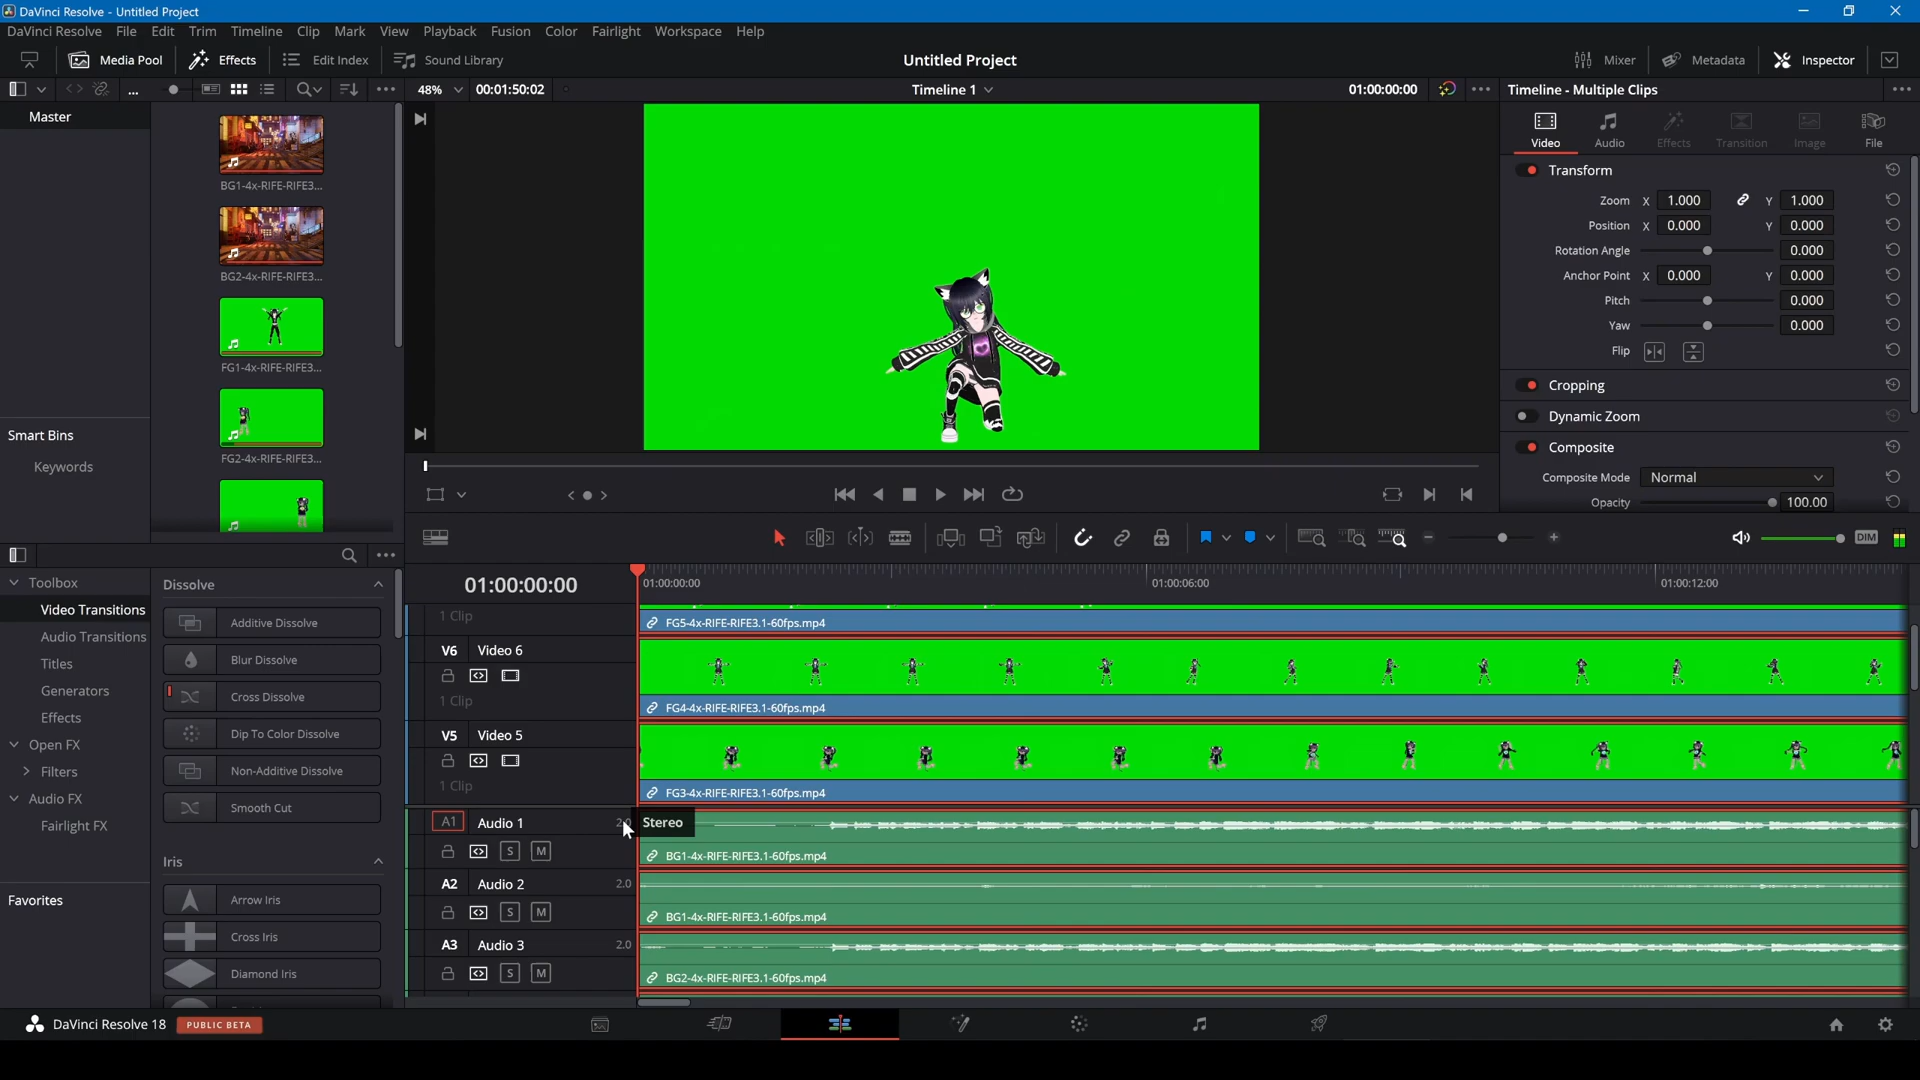 DaVinci Resolve - Untitled Project
DaVinci Resolve File Edit Trim Timeline Clip Mark View Playback Fusion Color Fairlight Workspace Help
Media Pool Effects Edit Index Sound Library Untitled Project Mixer Metadata Inspector
48% 00:01:50:02 Timeline 1 01:00:00:00 Timeline - Multiple Clips
Master
BG1-4x-RIFE-RIFE3...
BG2-4x-RIFE-RIFE3...
FG1-4x-RIFE-RIFE3...
FG2-4x-RIFE-RIFE3...
Smart Bins
Keywords
Video Audio Effects Transition Image File
Transform
Zoom X 1.000 Y 1.000
Position X 0.000 Y 0.000
Rotation Angle 0.000
Anchor Point X 0.000 Y 0.000
Pitch 0.000
Yaw 0.000
Flip
Cropping
Dynamic Zoom
Composite
Composite Mode Normal
Opacity 100.00
DIM
Toolbox
Video Transitions
Audio Transitions
Titles
Generators
Effects
Open FX
Filters
Audio FX
Fairlight FX
Favorites
Dissolve
Additive Dissolve
Blur Dissolve
Cross Dissolve
Dip To Color Dissolve
Non-Additive Dissolve
Smooth Cut
Iris
Arrow Iris
Cross Iris
Diamond Iris
01:00:00:00 01:00:00:00 01:00:06:00 01:00:12:00
1 Clip FG5-4x-RIFE-RIFE3.1-60fps.mp4
V6 Video 6
1 Clip FG4-4x-RIFE-RIFE3.1-60fps.mp4
V5 Video 5
1 Clip FG3-4x-RIFE-RIFE3.1-60fps.mp4
A1 Audio 1 Stereo
S M BG1-4x-RIFE-RIFE3.1-60fps.mp4
A2 Audio 2 2.0
S M BG1-4x-RIFE-RIFE3.1-60fps.mp4
A3 Audio 3 2.0
S M BG2-4x-RIFE-RIFE3.1-60fps.mp4
DaVinci Resolve 18 PUBLIC BETA